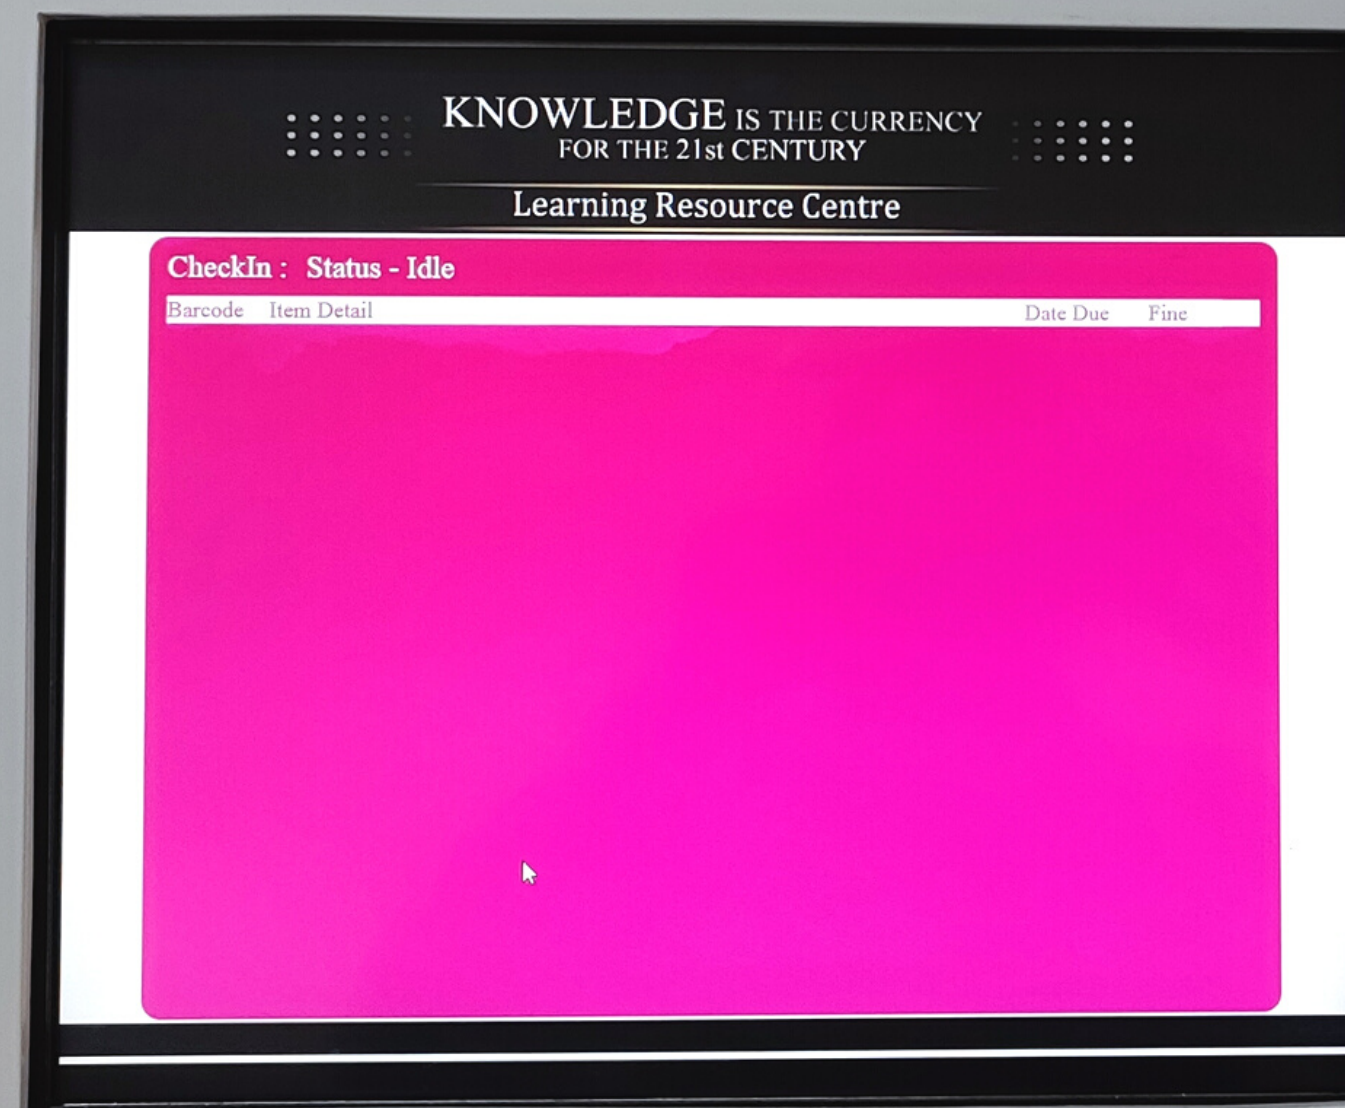 KNOWLEDGE IS THE CURRENCY
FOR THE 21st CENTURY
Learning Resource Centre
CheckIn : Status - Idle
Barcode Item Detail Date Due Fine